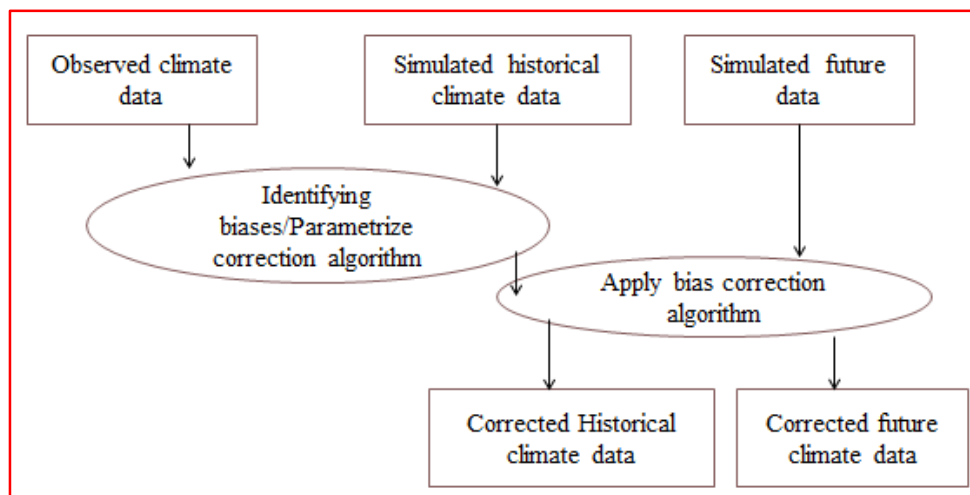 Observed climate
data
Simulated historical
climate data
Simulated future
data
Identifying
biases/Parametrize
correction algorithm
Apply bias correction
algorithm
Corrected Historical
climate data
Corrected future
climate data